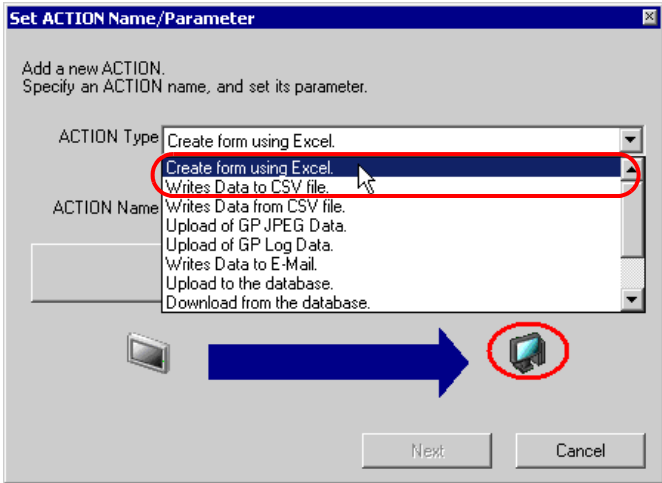 Set ACTION Name/Parameter
Add a new ACTION.
Specify an ACTION name, and set its parameter.
ACTION Type
Create form using Excel.
Create form using Excel.
Writes Data to CSV file.
ACTION Name
Writes Data from CSV file.
Upload of GP JPEG Data.
Upload of GP Log Data.
Writes Data to E-Mail.
Upload to the database.
Download from the database.
Next
Cancel